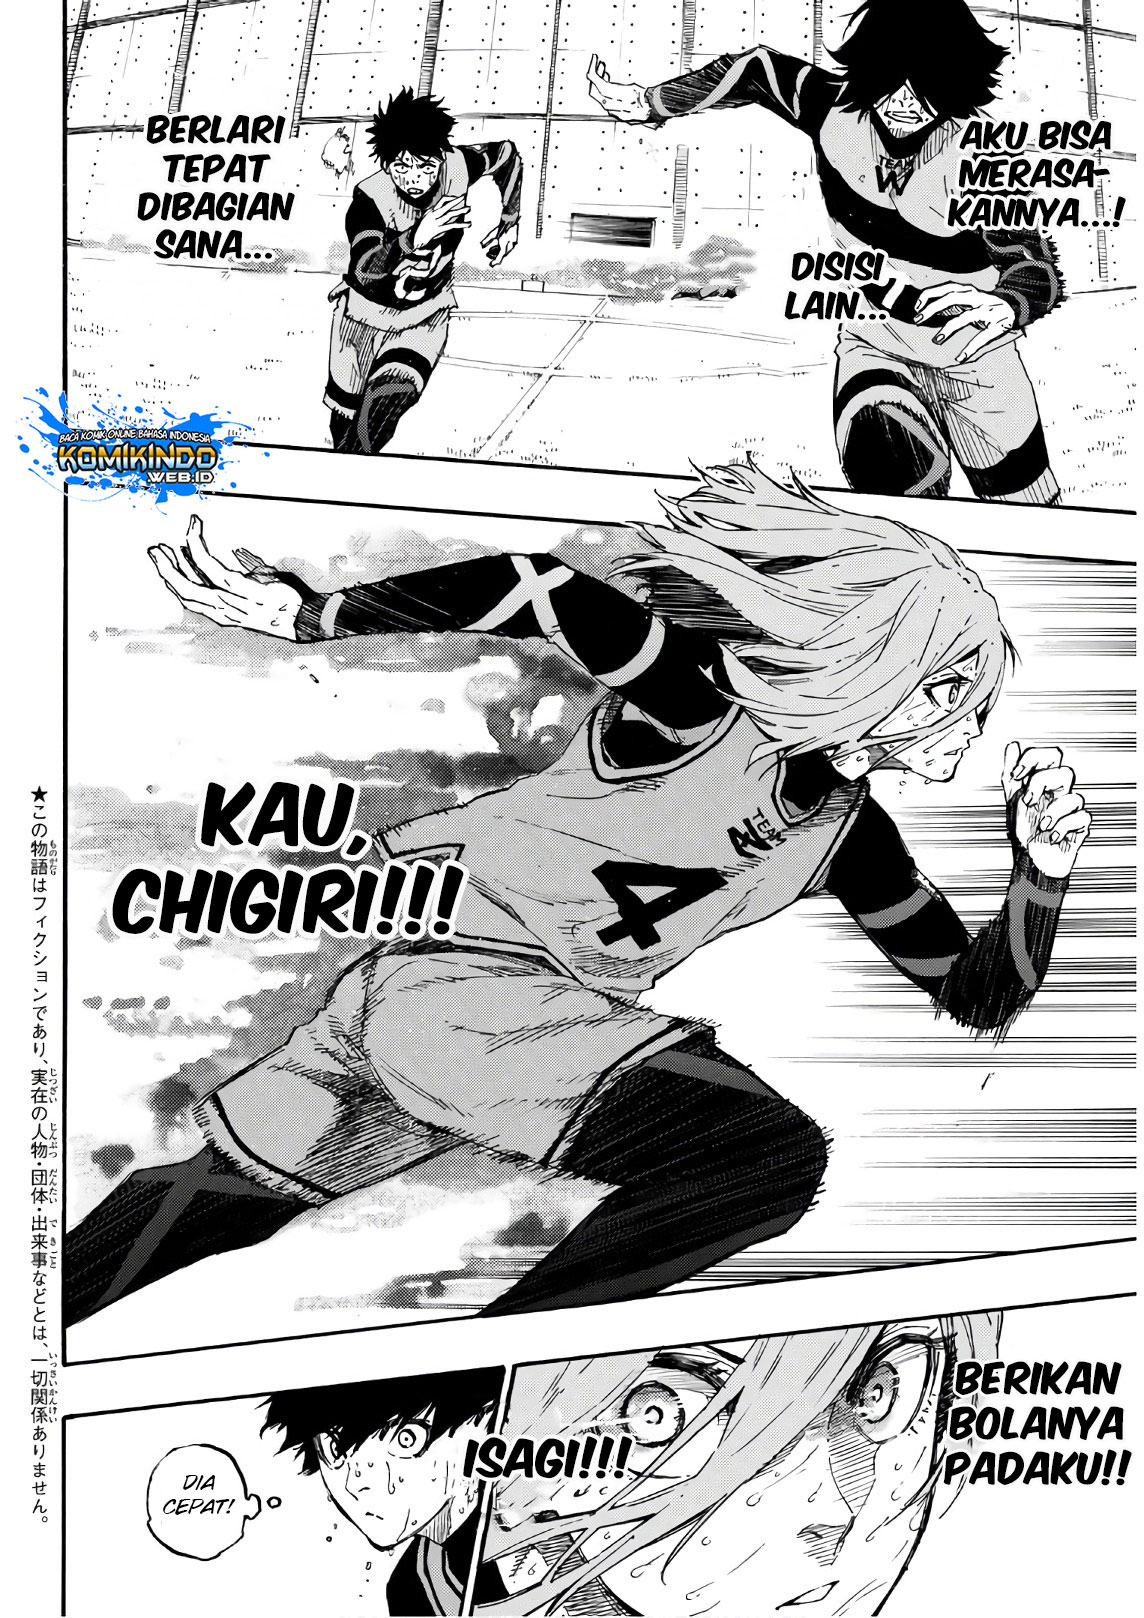 AKU BISA
MERASA-
KANNYA...!
DISISI
LAIN...
TEAM
W
BERLARI
TEPAT
DIBAGIAN
SANA...
BACA KOMIK ONLINE BAHASA INDONESIA
KOMIKINDO
WEB.ID
KAU,
CHIGIRI!!!
TEAM
Z
4
BERIKAN
BOLANYA
PADAKU!!
ISAGI!!!
DIA
CEPAT!
★この物語はフィクションであり、実在の人物・団体・出来事などとは、一切関係ありません。